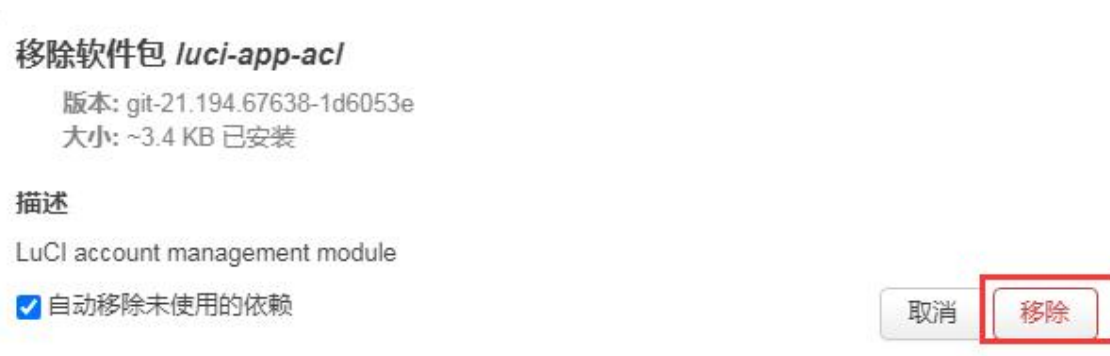 移除软件包 luci-app-acl
版本: git-21.194.67638-1d6053e
大小: ~3.4 KB 已安装
描述
LuCI account management module
自动移除未使用的依赖
取消 移除